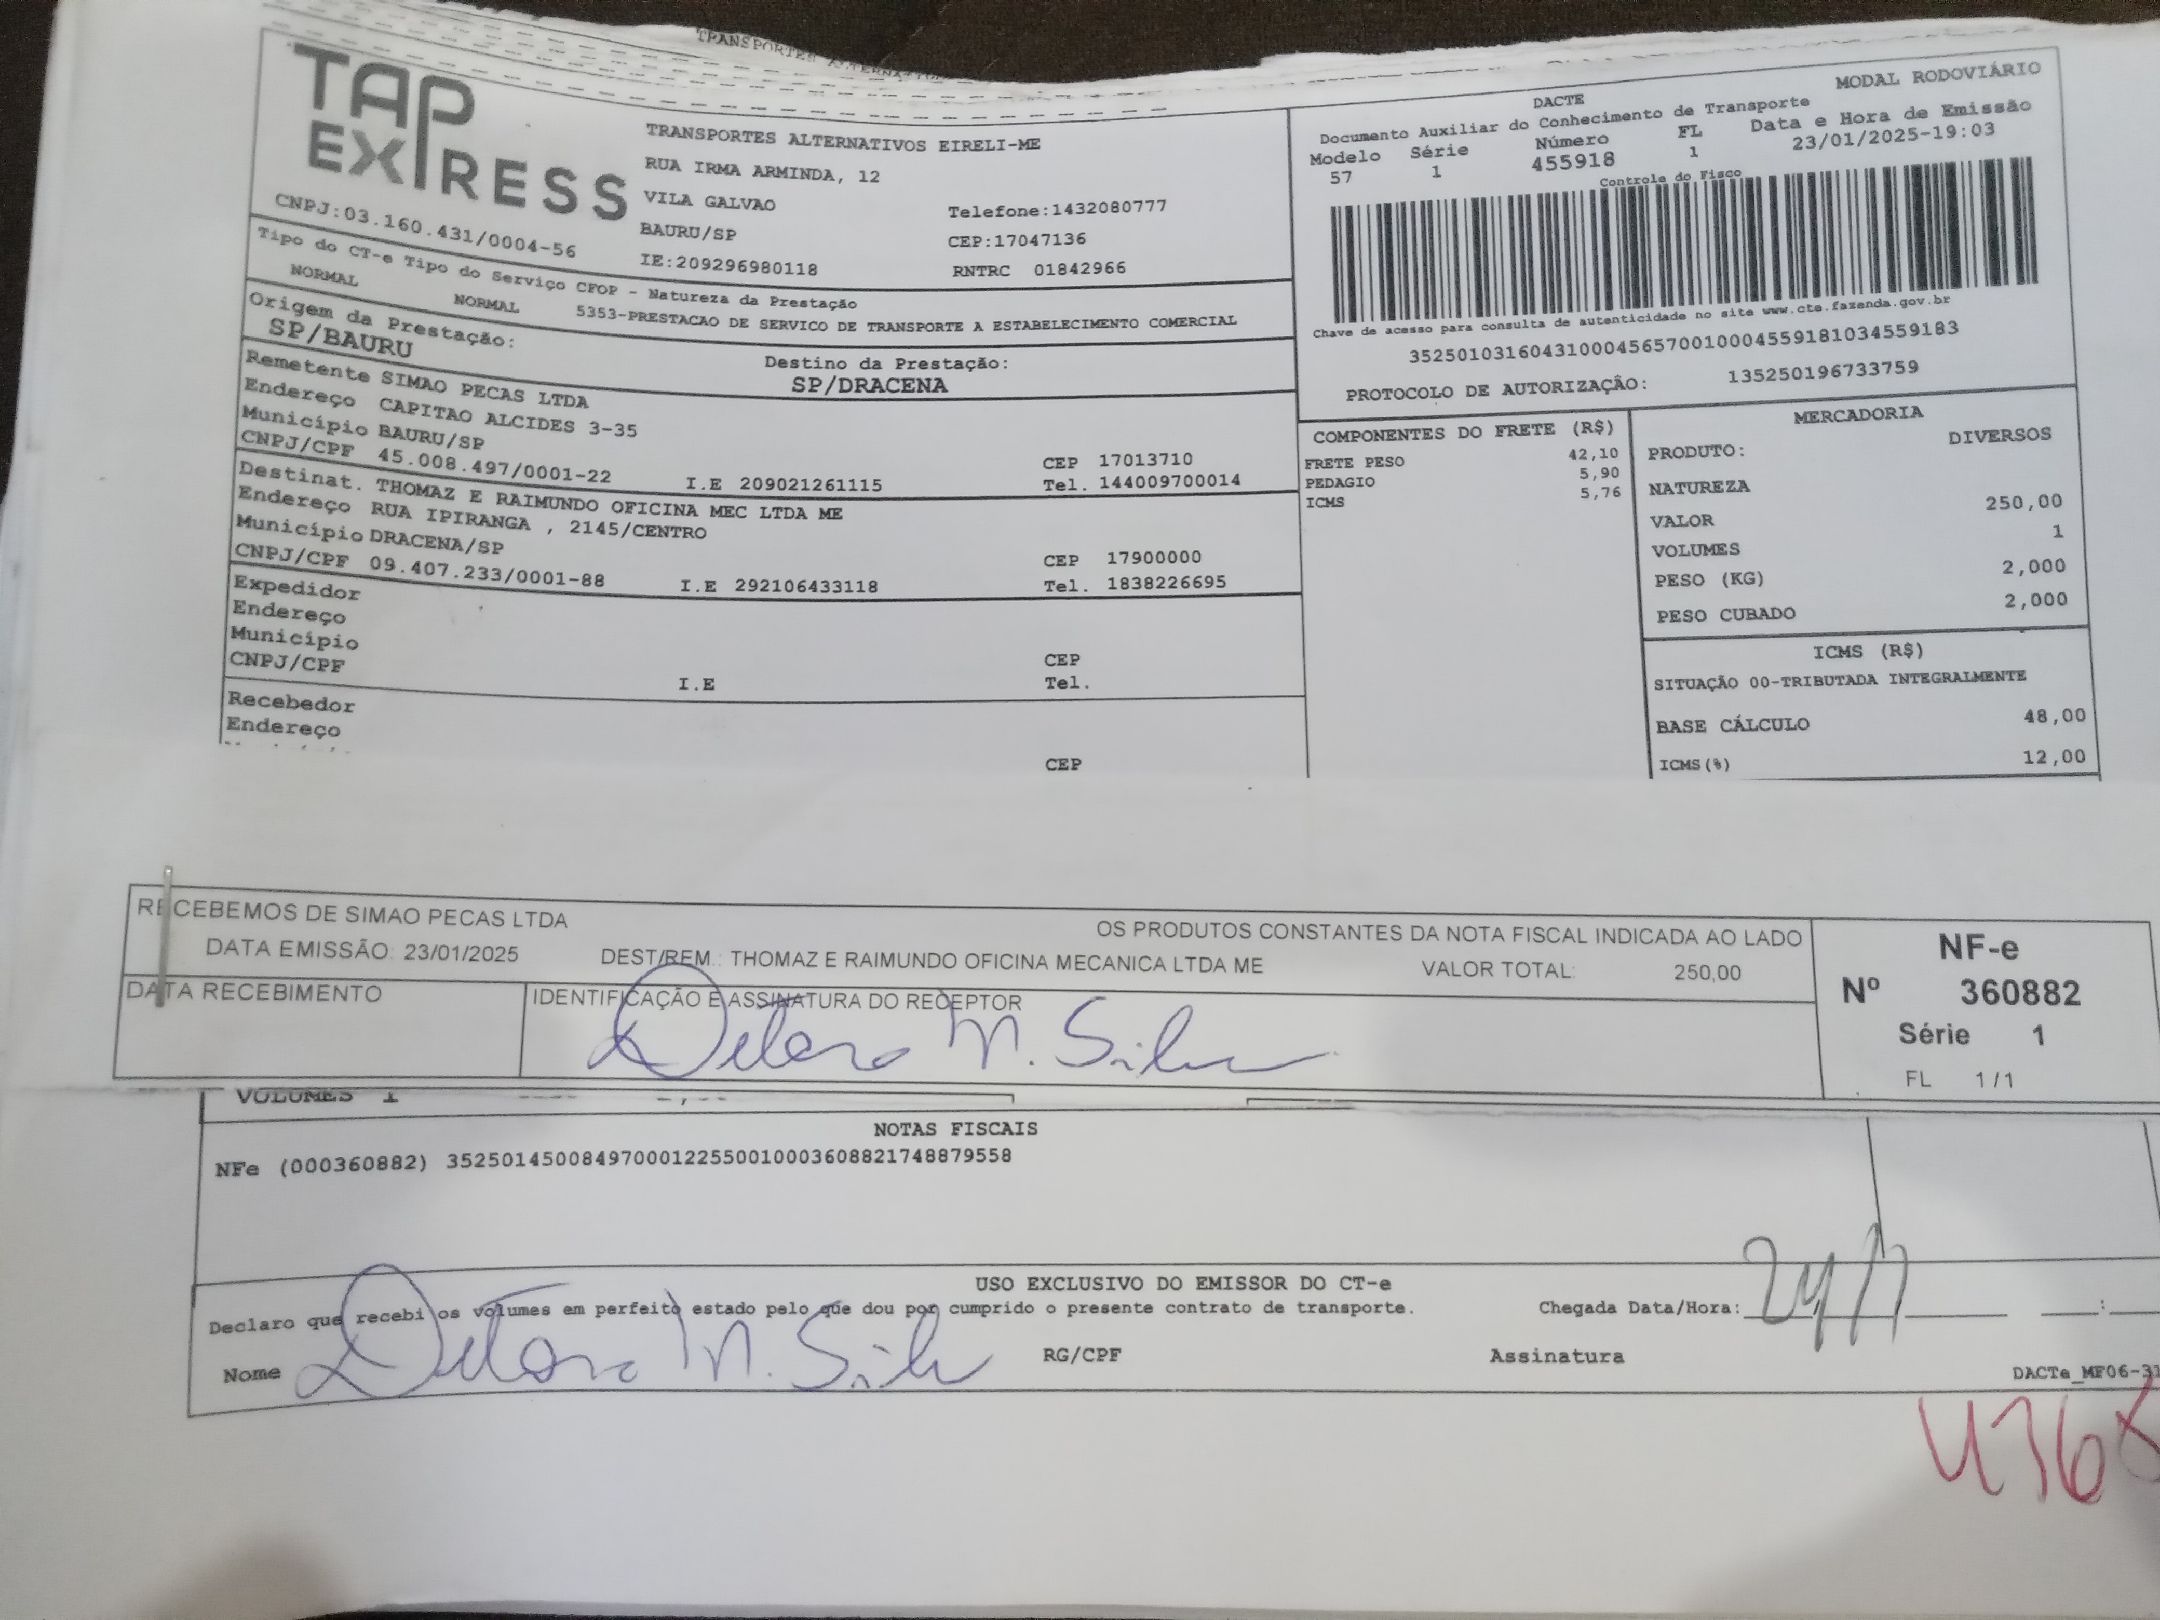 TRANSPORTES ALTERNATIVOS
TAP
EXPRESS
CNPJ:03.160.431/0004-56
TRANSPORTES ALTERNATIVOS EIRELI-ME
RUA IRMA ARMINDA, 12
VILA GALVAO
Telefone:1432080777
BAURU/SP
CEP:17047136
IE:209296980118
RNTRC 01842966
MODAL RODOVIÁRIO
DACTE
Documento Auxiliar do Conhecimento de Transporte
Modelo Série Número FL Data e Hora de Emissão
57 1 455918 1 23/01/2025-19:03
Controle do Fisco
Chave de acesso para consulta de autenticidade no site www.cte.fazenda.gov.br
35250103160431000456570010004559181034559183
PROTOCOLO DE AUTORIZAÇÃO: 135250196733759
Tipo do CT-e Tipo do Serviço CFOP - Natureza da Prestação
NORMAL NORMAL 5353-PRESTACAO DE SERVICO DE TRANSPORTE A ESTABELECIMENTO COMERCIAL
Origem da Prestação:
SP/BAURU
Destino da Prestação:
SP/DRACENA
Remetente SIMAO PECAS LTDA
Endereço CAPITAO ALCIDES 3-35
Município BAURU/SP
CEP 17013710
CNPJ/CPF 45.008.497/0001-22 I.E 209021261115 Tel. 144009700014
Destinat. THOMAZ E RAIMUNDO OFICINA MEC LTDA ME
Endereço RUA IPIRANGA , 2145/CENTRO
Município DRACENA/SP
CEP 17900000
CNPJ/CPF 09.407.233/0001-88 I.E 292106433118 Tel. 1838226695
Expedidor
Endereço
Município
CEP
CNPJ/CPF I.E Tel.
Recebedor
Endereço
CEP
COMPONENTES DO FRETE (R$)
FRETE PESO 42,10
PEDAGIO 5,90
ICMS 5,76
MERCADORIA
PRODUTO: DIVERSOS
NATUREZA
VALOR 250,00
VOLUMES 1
PESO (KG) 2,000
PESO CUBADO 2,000
ICMS (R$)
SITUAÇÃO 00-TRIBUTADA INTEGRALMENTE
BASE CÁLCULO 48,00
ICMS(%) 12,00
RECEBEMOS DE SIMAO PECAS LTDA OS PRODUTOS CONSTANTES DA NOTA FISCAL INDICADA AO LADO
DATA EMISSÃO: 23/01/2025 DEST/REM.: THOMAZ E RAIMUNDO OFICINA MECANICA LTDA ME VALOR TOTAL: 250,00
DATA RECEBIMENTO IDENTIFICAÇÃO E ASSINATURA DO RECEPTOR
M. Silva
NF-e
Nº 360882
Série 1
FL 1/1
VOLUMES 1
NOTAS FISCAIS
NFe (000360882) 35250145008497000122550010003608821748879558
USO EXCLUSIVO DO EMISSOR DO CT-e
Declaro que recebi os volumes em perfeito estado pelo que dou por cumprido o presente contrato de transporte. Chegada Data/Hora: 24/1 :
Nome M. Silv RG/CPF Assinatura
DACTe_MF06-31